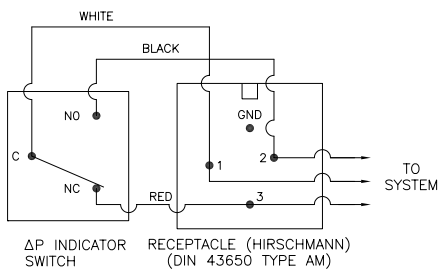 WHITE
BLACK
NO
GND
C
1
2
NC
RED
3
TO
SYSTEM
ΔP INDICATOR
SWITCH
RECEPTACLE (HIRSCHMANN)
(DIN 43650 TYPE AM)